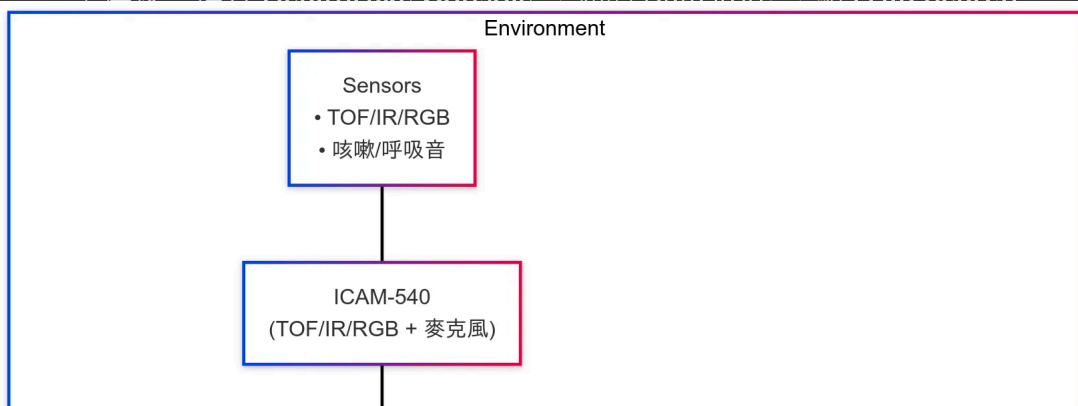 Environment
Sensors
• TOF/IR/RGB
• 咳嗽/呼吸音
ICAM-540
(TOF/IR/RGB + 麥克風)